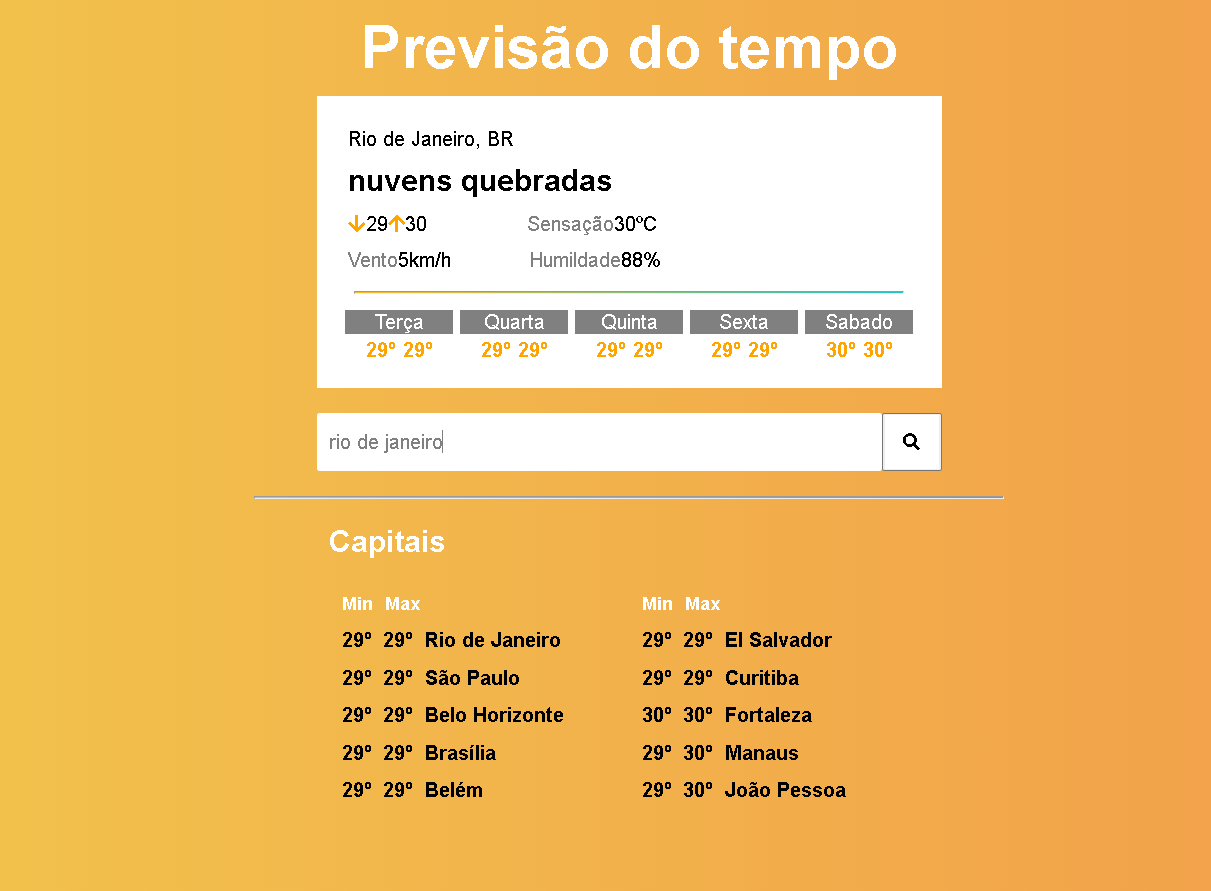 Previsão do tempo
Rio de Janeiro, BR
nuvens quebradas
29 30 Sensação30ºC
Vento5km/h Humildade88%
Terça Quarta Quinta Sexta Sabado
29º 29º 29º 29º 29º 29º 29º 29º 30º 30º
rio de janeiro
Capitais
Min Max Min Max
29º 29º Rio de Janeiro 29º 29º El Salvador
29º 29º São Paulo 29º 29º Curitiba
29º 29º Belo Horizonte 30º 30º Fortaleza
29º 29º Brasília 29º 30º Manaus
29º 29º Belém 29º 30º João Pessoa